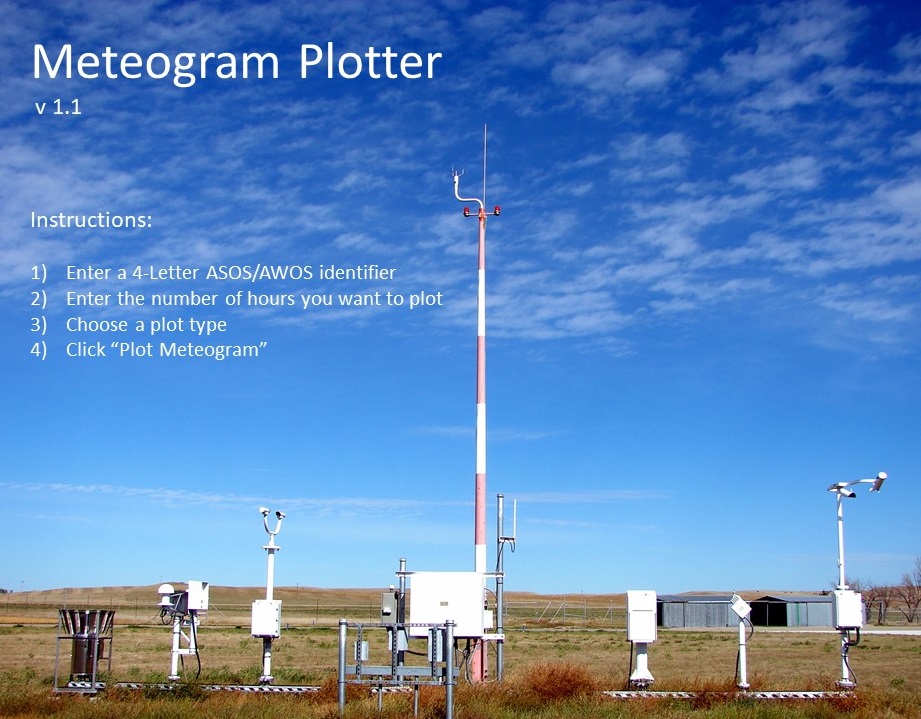 Meteogram Plotter
v 1.1
Instructions:
1) Enter a 4-Letter ASOS/AWOS identifier
2) Enter the number of hours you want to plot
3) Choose a plot type
4) Click “Plot Meteogram”